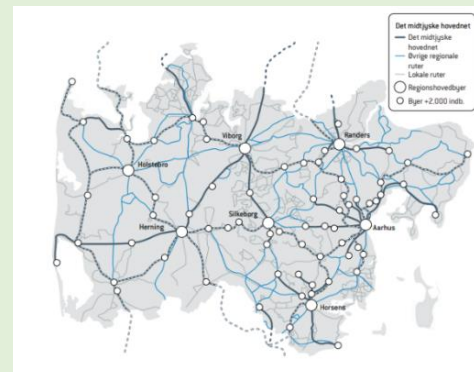 Det midtjyske hovednet
Det midtjyske
hovednet
Øvrige regionale
ruter
Lokale ruter
Regionshovedbyer
Byer +2.000 indb.
Viborg
Randers
Holstebro
Silkeborg
Herning
Aarhus
Horsens